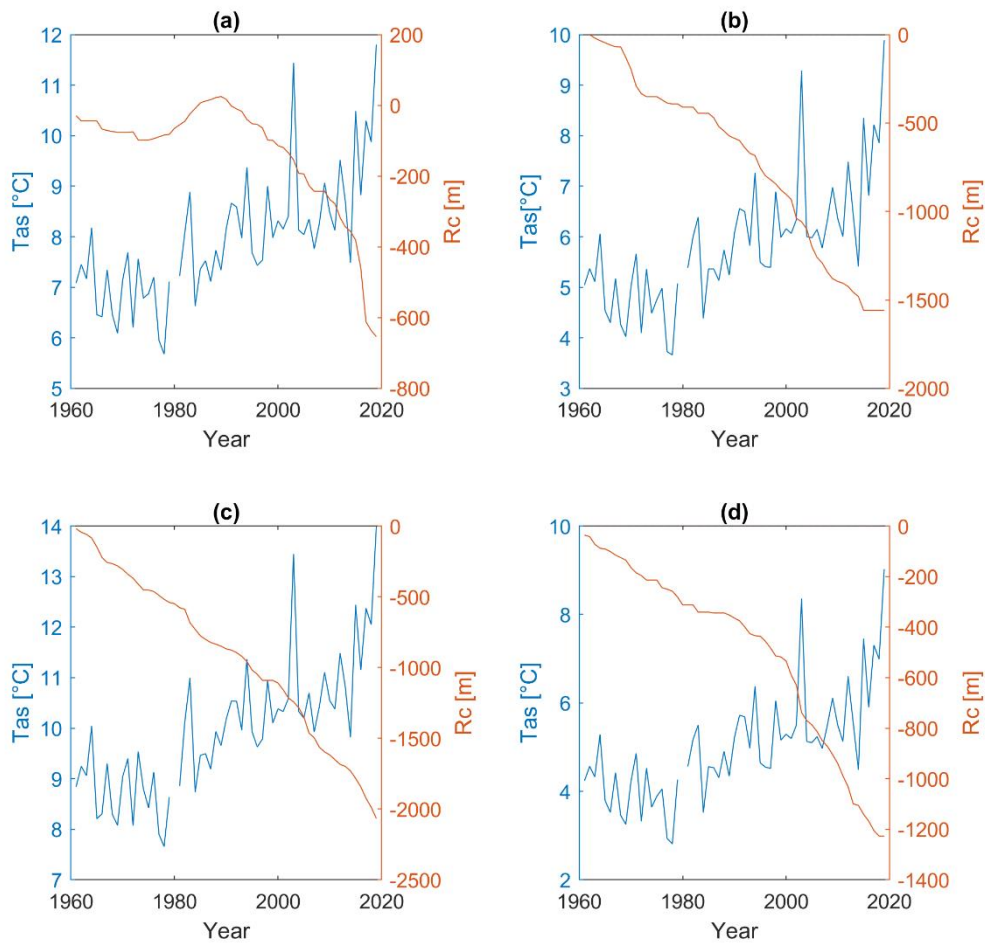 (a)
12
11
10
9
8
7
6
5
Tas [°C]
200
0
-200
-400
-600
-800
Rc [m]
1960 1980 2000 2020
Year
(b)
10
9
8
7
6
5
4
3
Tas[°C]
0
-500
-1000
-1500
-2000
Rc [m]
1960 1980 2000 2020
Year
(c)
14
13
12
11
10
9
8
7
Tas [°C]
0
-500
-1000
-1500
-2000
-2500
Rc [m]
1960 1980 2000 2020
Year
(d)
10
8
6
4
2
Tas [°C]
0
-200
-400
-600
-800
-1000
-1200
-1400
Rc [m]
1960 1980 2000 2020
Year